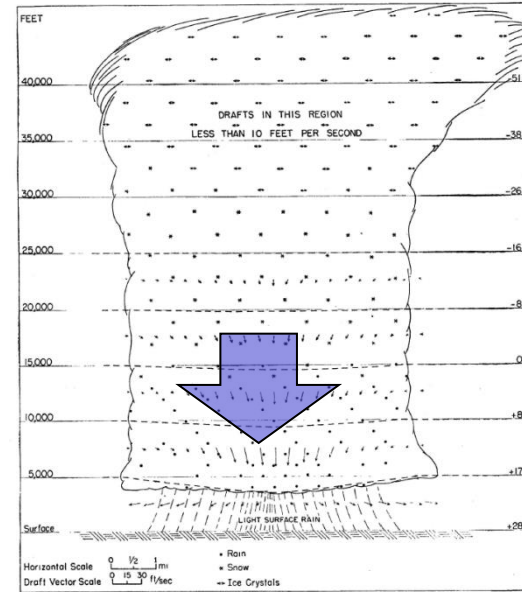 FEET
40,000 -51
DRAFTS IN THIS REGION
LESS THAN 10 FEET PER SECOND
35,000 -38
30,000 -26
25,000 -16
20,000 -8
15,000 0
10,000 +8
5,000 +17
LIGHT SURFACE RAIN
Surface +28
Horizontal Scale 0 1/2 1 mi
Draft Vector Scale 0 15 30 ft/sec
• Rain
* Snow
↔ Ice Crystals